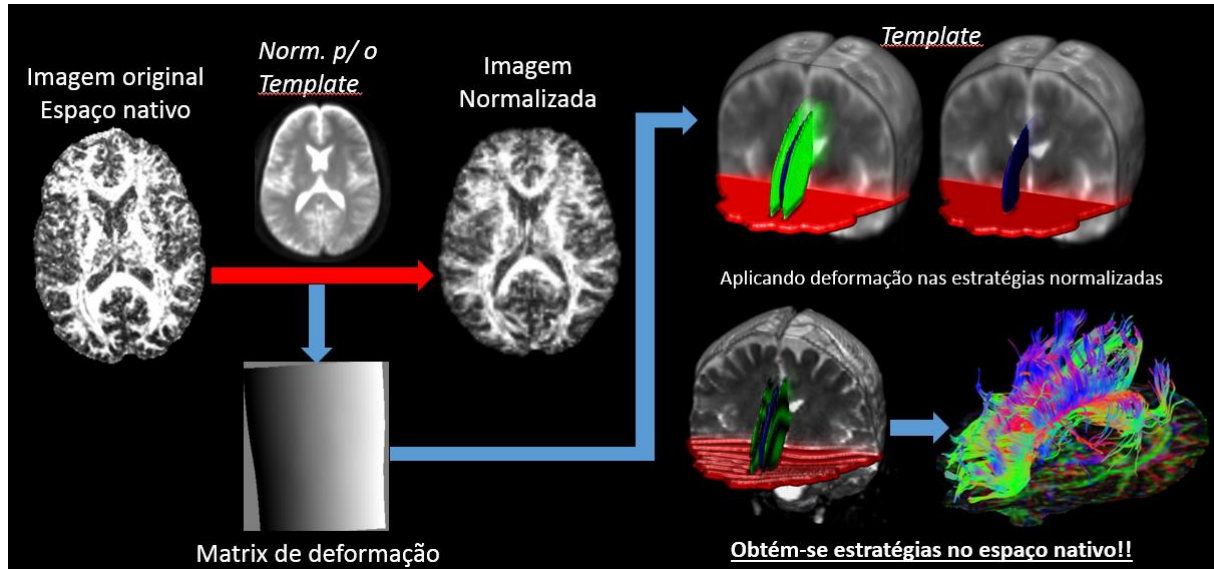 Imagem original
Espaço nativo
Norm. p/ o
Template
Imagem
Normalizada
Matrix de deformação
Template
Aplicando deformação nas estratégias normalizadas
Obtém-se estratégias no espaço nativo!!